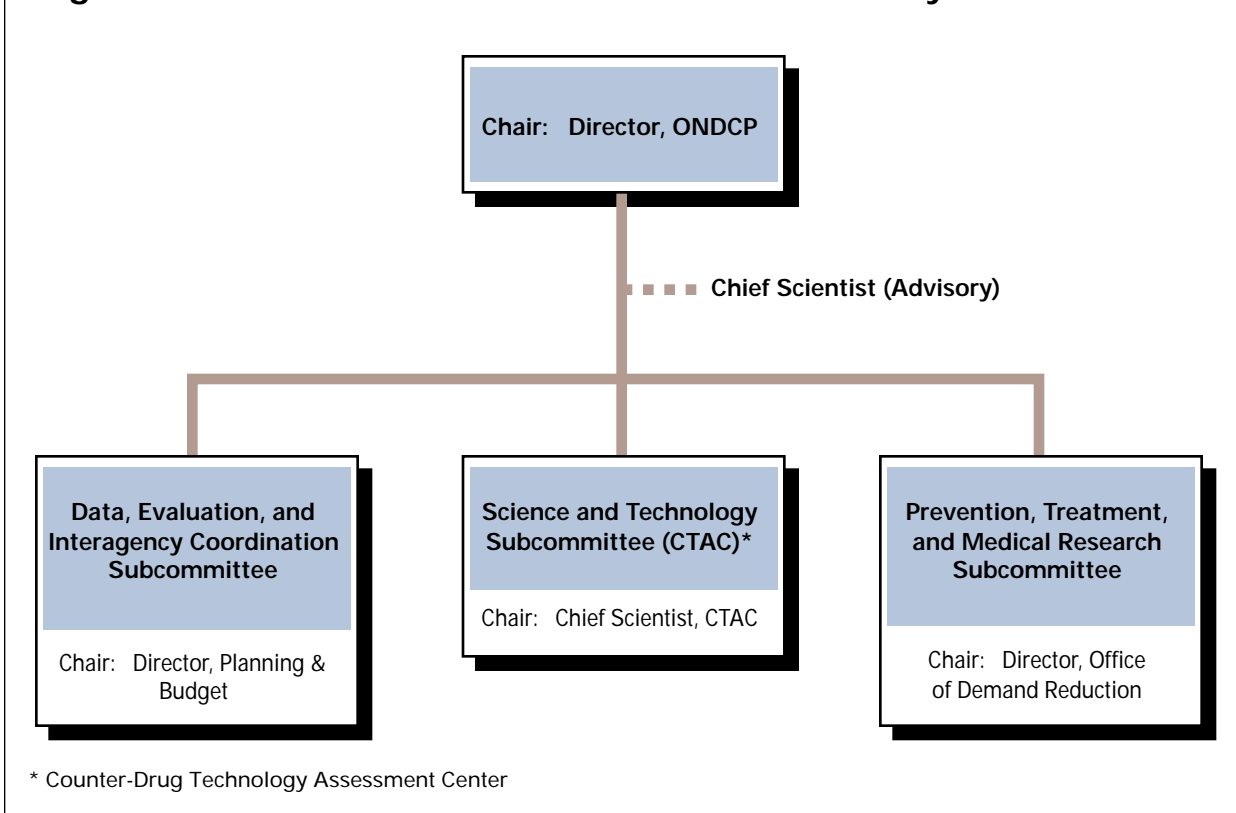 Chair: Director, ONDCP
Chief Scientist (Advisory)
Data, Evaluation, and
Interagency Coordination
Subcommittee
Chair: Director, Planning &
Budget
Science and Technology
Subcommittee (CTAC)*
Chair: Chief Scientist, CTAC
Prevention, Treatment,
and Medical Research
Subcommittee
Chair: Director, Office
of Demand Reduction
* Counter-Drug Technology Assessment Center